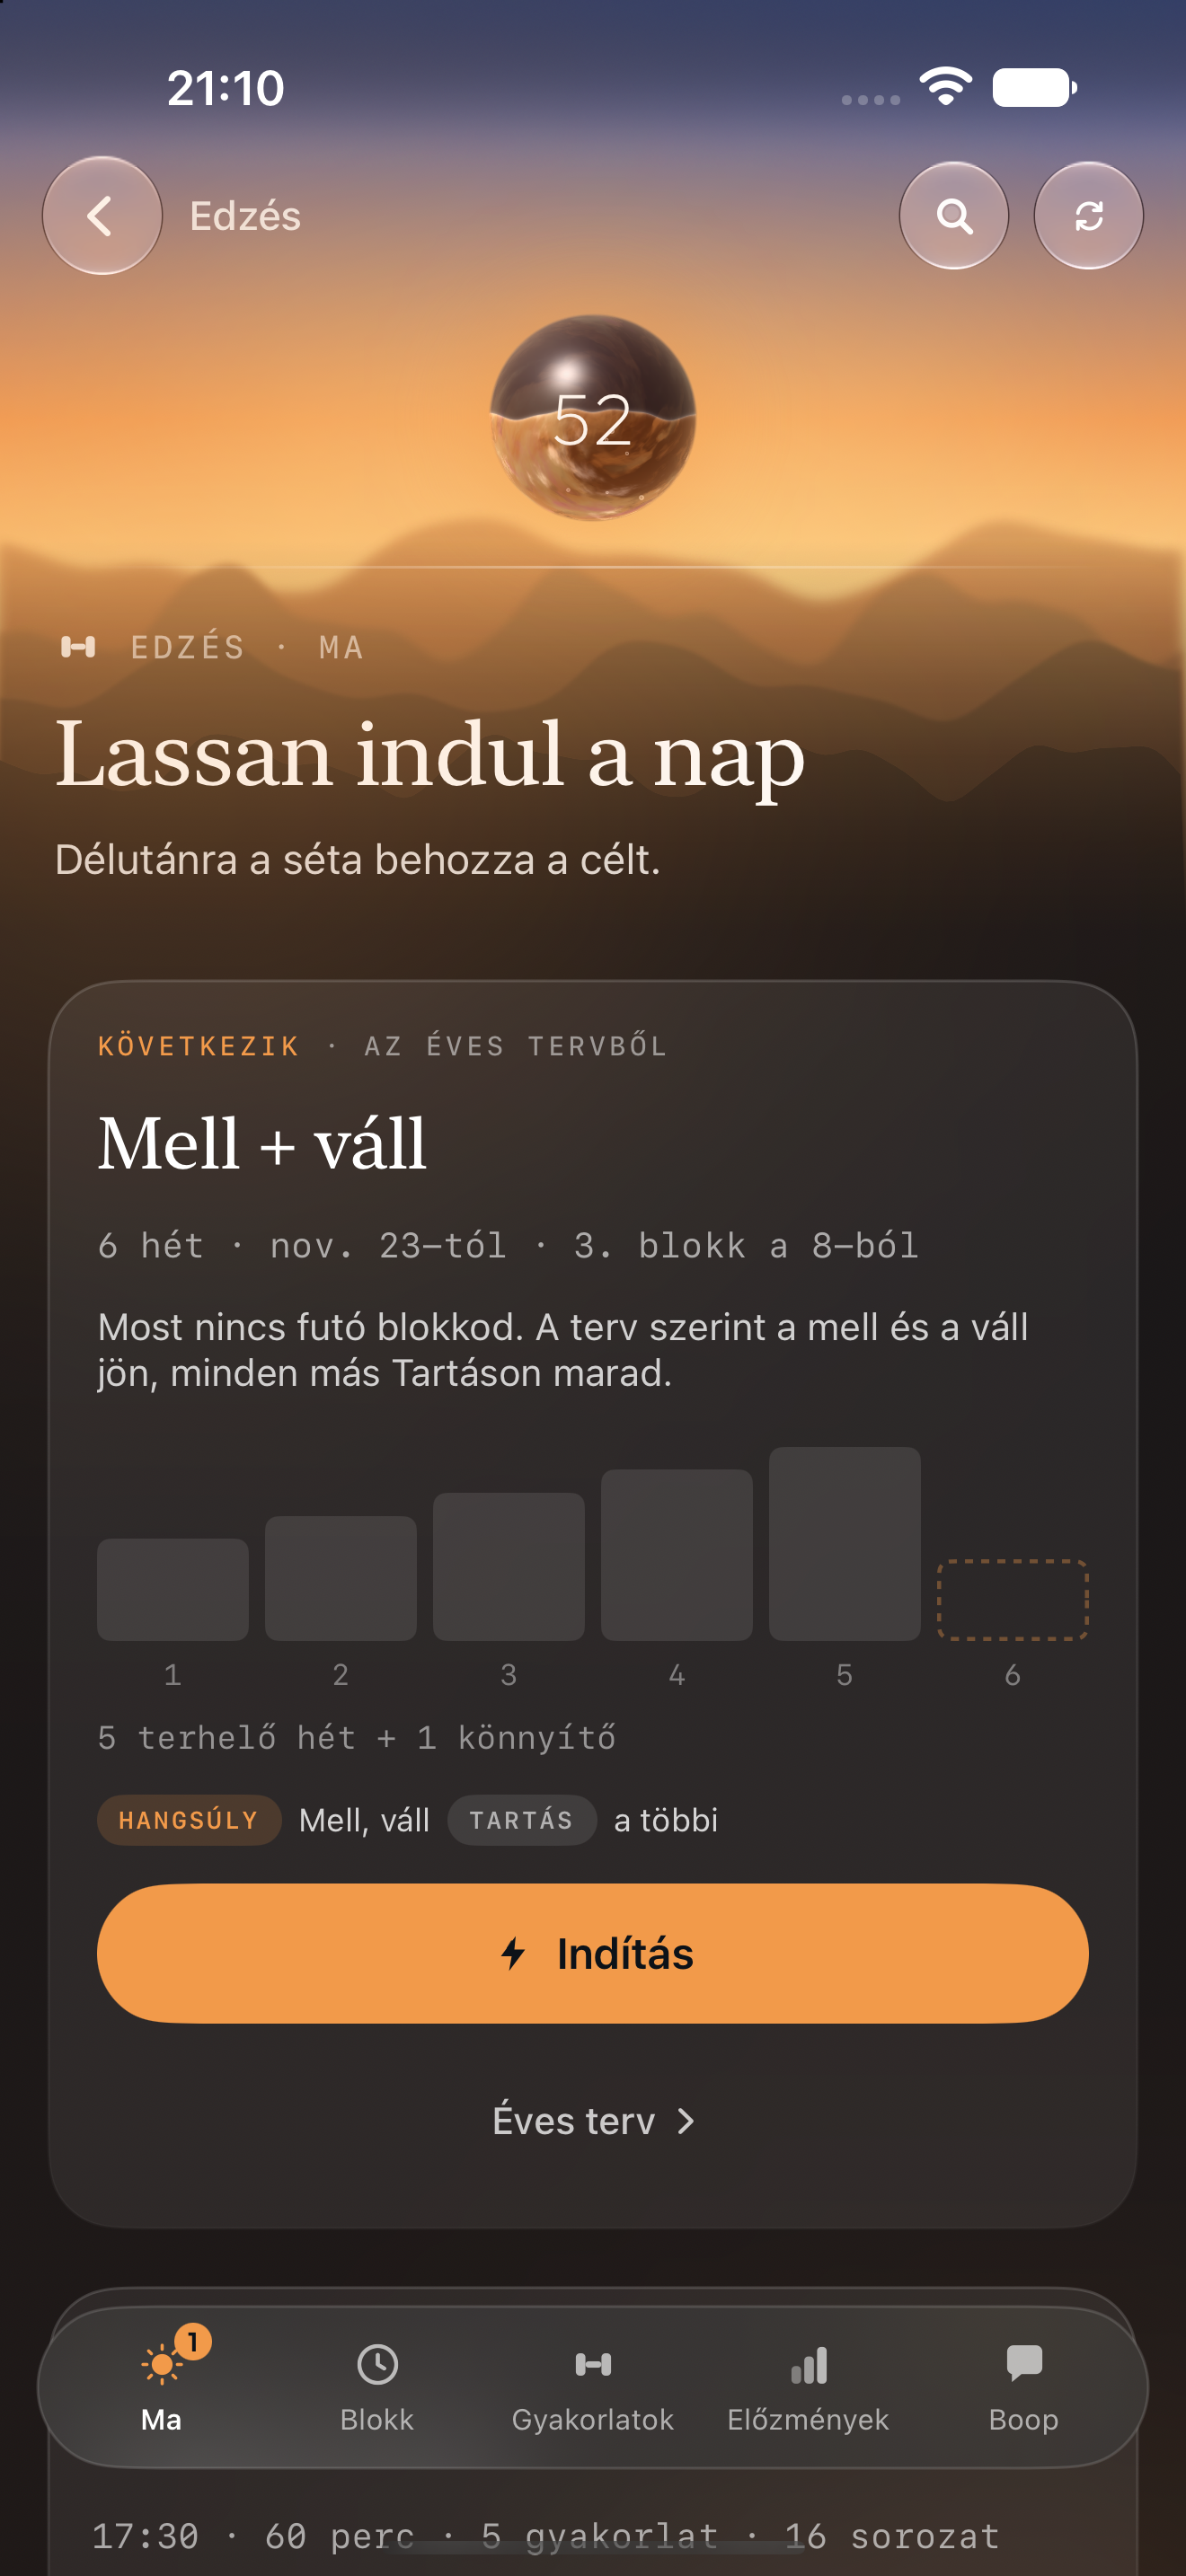 21:10
Edzés
52
EDZÉS · MA
Lassan indul a nap
Délutánra a séta behozza a célt.
KÖVETKEZIK · AZ ÉVES TERVBŐL
Mell + váll
6 hét · nov. 23–tól · 3. blokk a 8–ból
Most nincs futó blokkod. A terv szerint a mell és a váll
jön, minden más Tartáson marad.
1 2 3 4 5 6
5 terhelő hét + 1 könnyítő
HANGSÚLY Mell, váll TARTÁS a többi
Indítás
Éves terv
1
Ma Blokk Gyakorlatok Előzmények Boop
17:30 · 60 perc · 5 gyakorlat · 16 sorozat